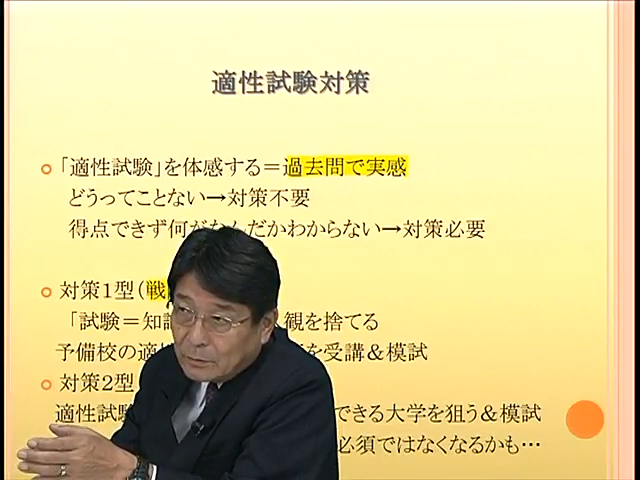 適性試験対策
「適性試験」を体感する＝過去問で実感
どうってことない→対策不要
得点できず何がなんだかわからない→対策必要
対策１型（戦
「試験＝知 観を捨てる
予備校の適 を受講＆模試
対策２型
適性試験 できる大学を狙う＆模試
必須ではなくなるかも…